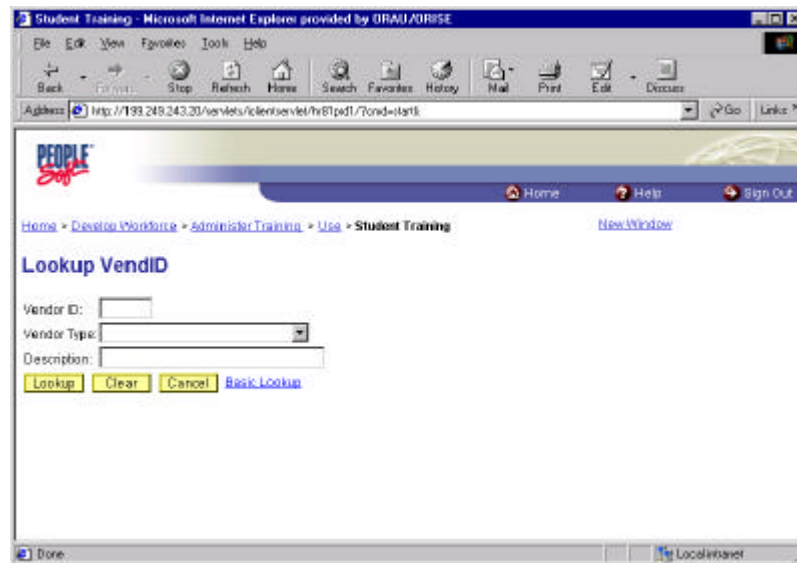 Student Training - Microsoft Internet Explorer provided by ORAU/ORISE
File Edit View Favorites Tools Help
Back Forward Stop Refresh Home Search Favorites History Mail Print Edit Discuss
Address http://199.249.243.20/servlets/iclientservlet/hr81prd1/?cmd=start& Go Links
PEOPLE Soft
Home Help Sign Out
Home > Develop Workforce > Administer Training > Use > Student Training New Window
Lookup VendID
Vendor ID:
Vendor Type:
Description:
Lookup Clear Cancel Basic Lookup
Done Local intranet